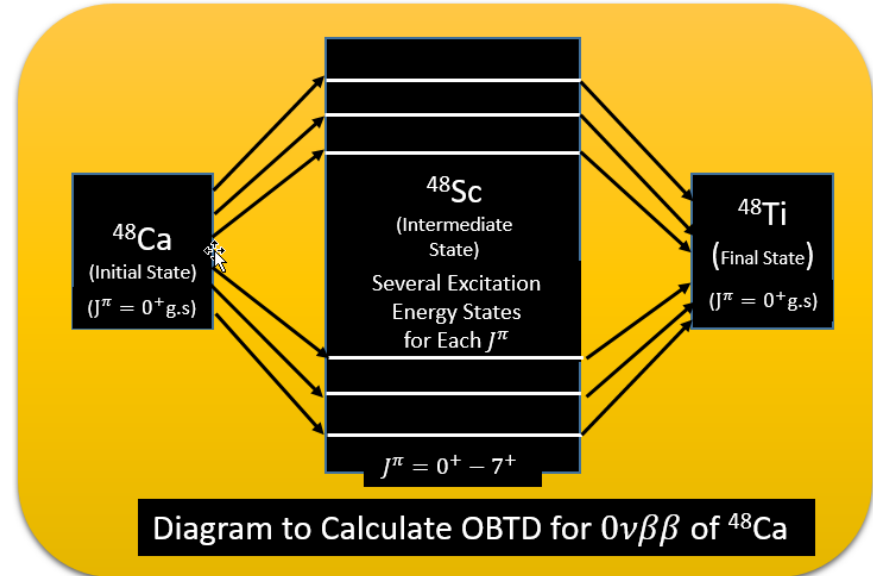 ⁴⁸Ca
(Initial State)
(J^π = 0⁺g.s)
⁴⁸Sc
(Intermediate
State)
Several Excitation
Energy States
for Each J^π
J^π = 0⁺ − 7⁺
⁴⁸Ti
(Final State)
(J^π = 0⁺g.s)
Diagram to Calculate OBTD for 0νββ of ⁴⁸Ca